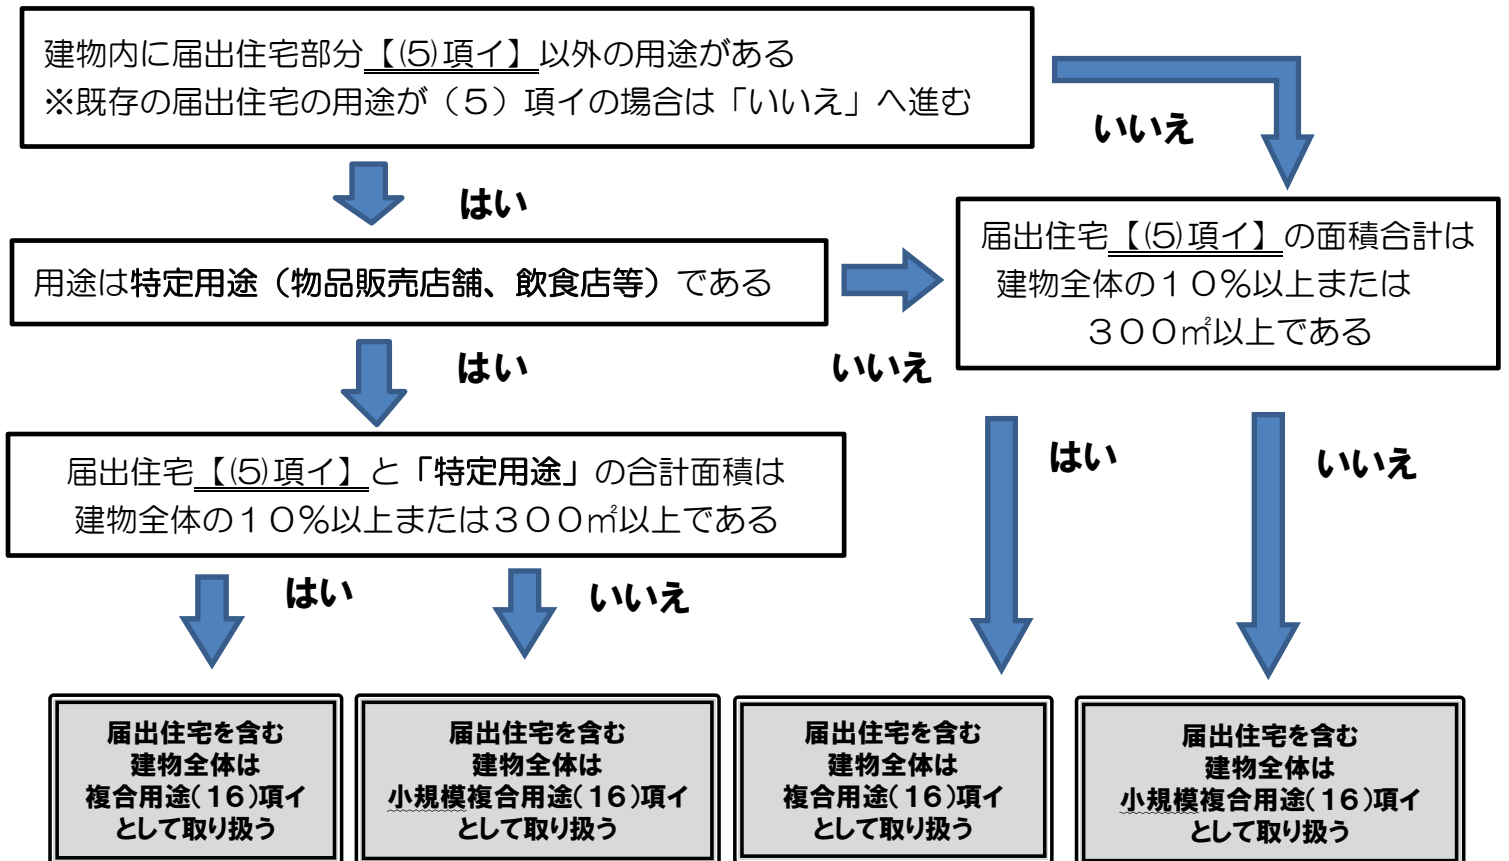 建物内に届出住宅部分【⑸項イ】以外の用途がある
※既存の届出住宅の用途が（５）項イの場合は「いいえ」へ進む
いいえ
はい
用途は特定用途（物品販売店舗、飲食店等）である
届出住宅【⑸項イ】の面積合計は
建物全体の１０％以上または
３００㎡以上である
はい
いいえ
届出住宅【⑸項イ】と「特定用途」の合計面積は
建物全体の１０％以上または３００㎡以上である
はい
いいえ
はい
いいえ
届出住宅を含む
建物全体は
複合用途（１６）項イ
として取り扱う
届出住宅を含む
建物全体は
小規模複合用途（１６）項イ
として取り扱う
届出住宅を含む
建物全体は
複合用途（１６）項イ
として取り扱う
届出住宅を含む
建物全体は
小規模複合用途（１６）項イ
として取り扱う